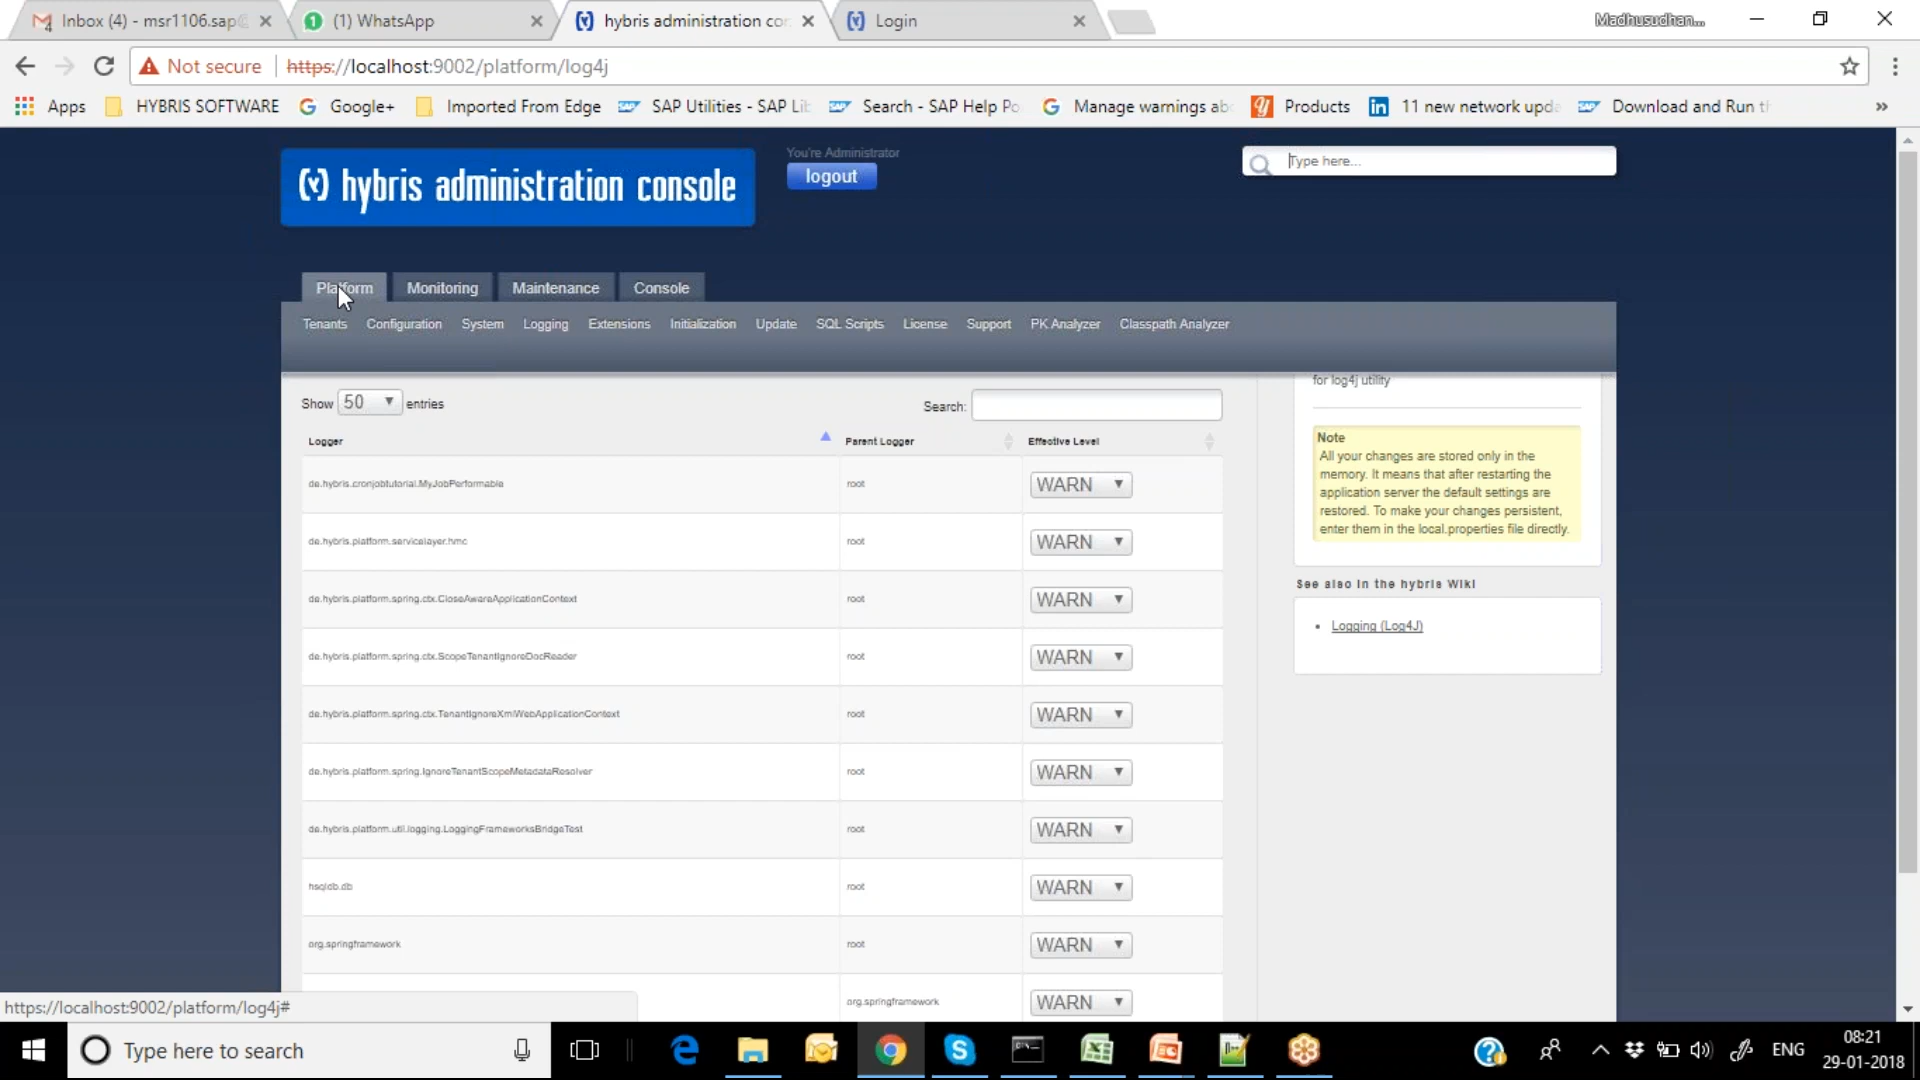 Inbox (4) - msr1106.sap@
(1) WhatsApp
hybris administration con
Login
Madhusudhan...
Not secure
https://localhost:9002/platform/log4j
Apps
HYBRIS SOFTWARE
Google+
Imported From Edge
SAP Utilities - SAP Lib
Search - SAP Help Po
Manage warnings ab
Products
11 new network upda
Download and Run th
»
(y) hybris administration console
You're Administrator
logout
Type here...
Platform
Monitoring
Maintenance
Console
Tenants
Configuration
System
Logging
Extensions
Initialization
Update
SQL Scripts
License
Support
PK Analyzer
Classpath Analyzer
Show 50 entries
Search:
Logger
Parent Logger
Effective Level
de.hybris.cronjobtutorial.MyJobPerformable root WARN
de.hybris.platform.servicelayer.hmc root WARN
de.hybris.platform.spring.ctx.CloseAwareApplicationContext root WARN
de.hybris.platform.spring.ctx.ScopeTenantIgnoreDocReader root WARN
de.hybris.platform.spring.ctx.TenantIgnoreXmlWebApplicationContext root WARN
de.hybris.platform.spring.IgnoreTenantScopeMetadataResolver root WARN
de.hybris.platform.util.logging.LoggingFrameworksBridgeTest root WARN
hsqldb.db root WARN
org.springframework root WARN
org.springframework WARN
for log4j utility
Note
All your changes are stored only in the
memory. It means that after restarting the
application server the default settings are
restored. To make your changes persistent,
enter them in the local.properties file directly.
See also in the hybris Wiki
Logging (Log4J)
https://localhost:9002/platform/log4j#
Type here to search
ENG
08:21
29-01-2018